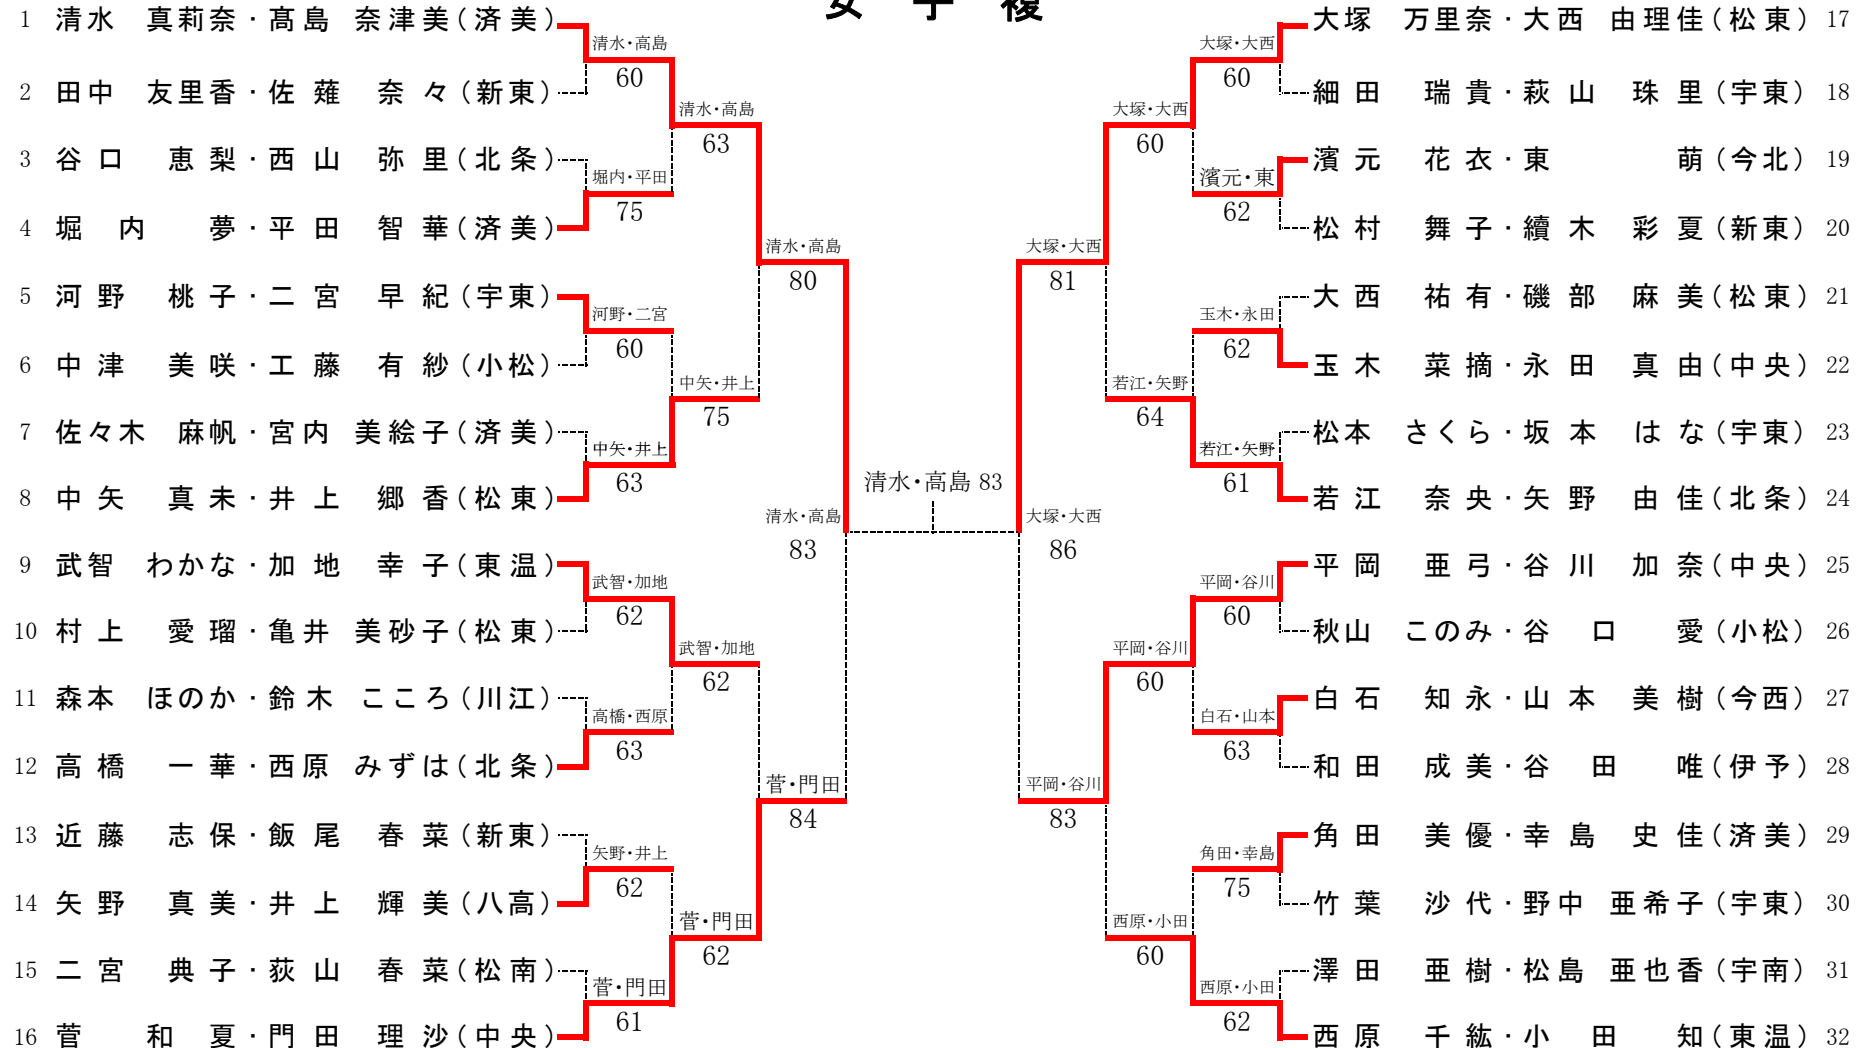 女子複
1 清水 真莉奈・髙島 奈津美(済美)
2 田中 友里香・佐薙 奈々(新東)
3 谷口 恵梨・西山 弥里(北条)
4 堀内 夢・平田 智華(済美)
5 河野 桃子・二宮 早紀(宇東)
6 中津 美咲・工藤 有紗(小松)
7 佐々木 麻帆・宮内 美絵子(済美)
8 中矢 真未・井上 郷香(松東)
9 武智 わかな・加地 幸子(東温)
10 村上 愛瑠・亀井 美砂子(松東)
11 森本 ほのか・鈴木 こころ(川江)
12 高橋 一華・西原 みずは(北条)
13 近藤 志保・飯尾 春菜(新東)
14 矢野 真美・井上 輝美(八高)
15 二宮 典子・荻山 春菜(松南)
16 菅 和夏・門田 理沙(中央)
清水・高島
60
堀内・平田
75
河野・二宮
60
中矢・井上
63
武智・加地
62
高橋・西原
63
矢野・井上
62
菅・門田
61
清水・高島
63
中矢・井上
75
武智・加地
62
菅・門田
62
清水・高島
80
菅・門田
84
清水・高島
83
清水・高島 83
大塚・大西
86
大塚・大西
81
平岡・谷川
83
大塚・大西
60
若江・矢野
64
平岡・谷川
60
西原・小田
60
大塚・大西
60
濱元・東
62
玉木・永田
62
若江・矢野
61
平岡・谷川
60
白石・山本
63
角田・幸島
75
西原・小田
62
大塚 万里奈・大西 由理佳(松東) 17
細田 瑞貴・萩山 珠里(宇東) 18
濱元 花衣・東 萌(今北) 19
松村 舞子・續木 彩夏(新東) 20
大西 祐有・磯部 麻美(松東) 21
玉木 菜摘・永田 真由(中央) 22
松本 さくら・坂本 はな(宇東) 23
若江 奈央・矢野 由佳(北条) 24
平岡 亜弓・谷川 加奈(中央) 25
秋山 このみ・谷口 愛(小松) 26
白石 知永・山本 美樹(今西) 27
和田 成美・谷田 唯(伊予) 28
角田 美優・幸島 史佳(済美) 29
竹葉 沙代・野中 亜希子(宇東) 30
澤田 亜樹・松島 亜也香(宇南) 31
西原 千紘・小田 知(東温) 32